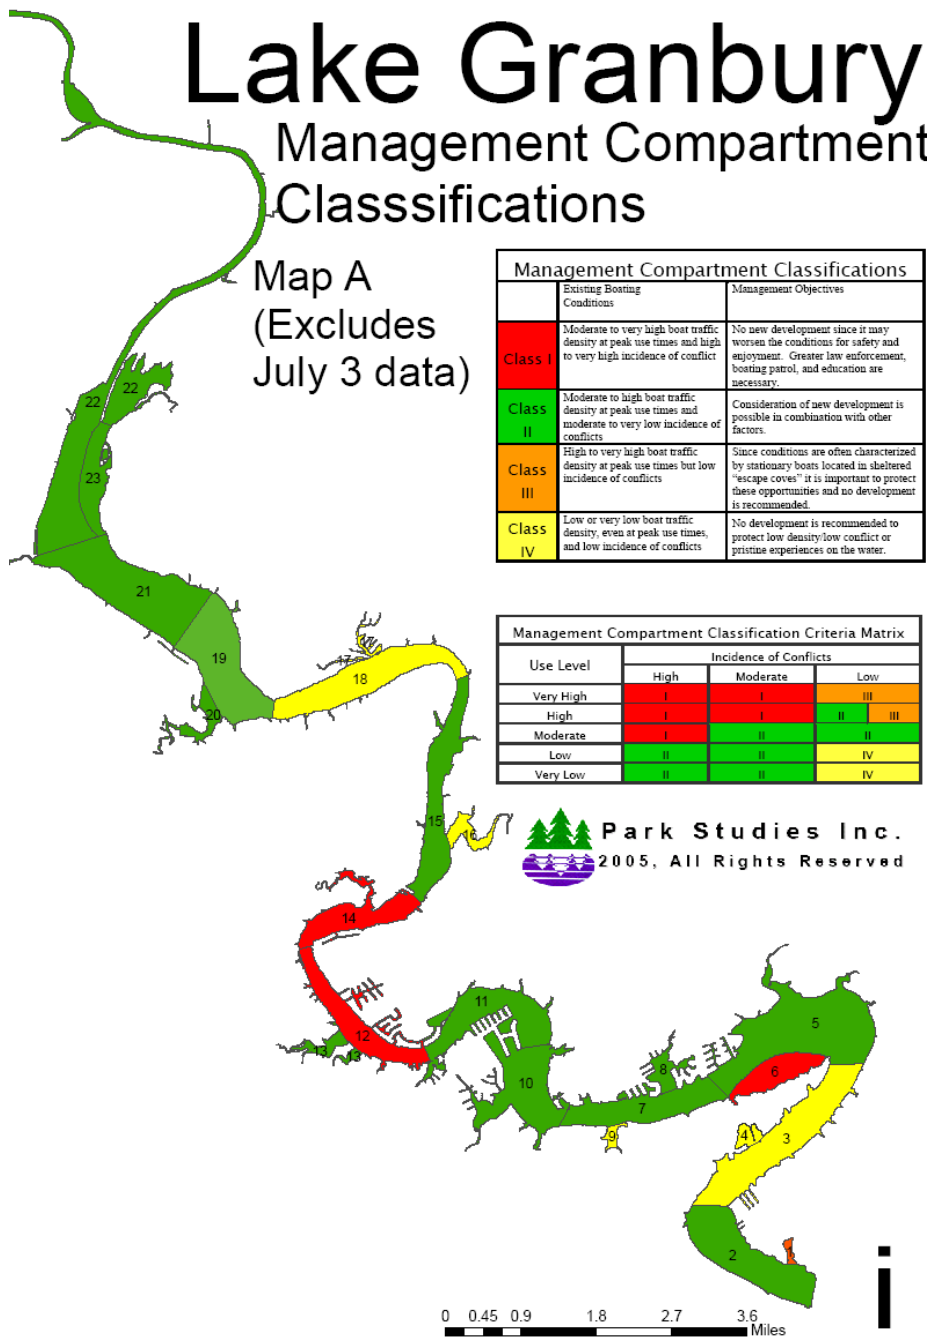 Lake Granbury
Management Compartment
Classsifications
Map A
(Excludes
July 3 data)
Management Compartment Classifications
Existing Boating
Conditions
Management Objectives
Class I
Moderate to very high boat traffic
density at peak use times and high
to very high incidence of conflict
No new development since it may
worsen the conditions for safety and
enjoyment. Greater law enforcement,
boating patrol, and education are
necessary.
Class
II
Moderate to high boat traffic
density at peak use times and
moderate to very low incidence of
conflicts
Consideration of new development is
possible in combination with other
factors.
Class
III
High to very high boat traffic
density at peak use times but low
incidence of conflicts
Since conditions are often characterized
by stationary boats located in sheltered
“escape coves” it is important to protect
these opportunities and no development
is recommended.
Class
IV
Low or very low boat traffic
density, even at peak use times,
and low incidence of conflicts
No development is recommended to
protect low density/low conflict or
pristine experiences on the water.
Management Compartment Classification Criteria Matrix
Use Level
Incidence of Conflicts
High Moderate Low
Very High I I III
High I I II III
Moderate I II II
Low II II IV
Very Low II II IV
Park Studies Inc.
2005, All Rights Reserved
22
22
23
21
19
20
17
17
18
15
16
14
12
13
13
11
10
8
7
9
5
6
4
3
2
1
i
0 0.45 0.9 1.8 2.7 3.6
Miles